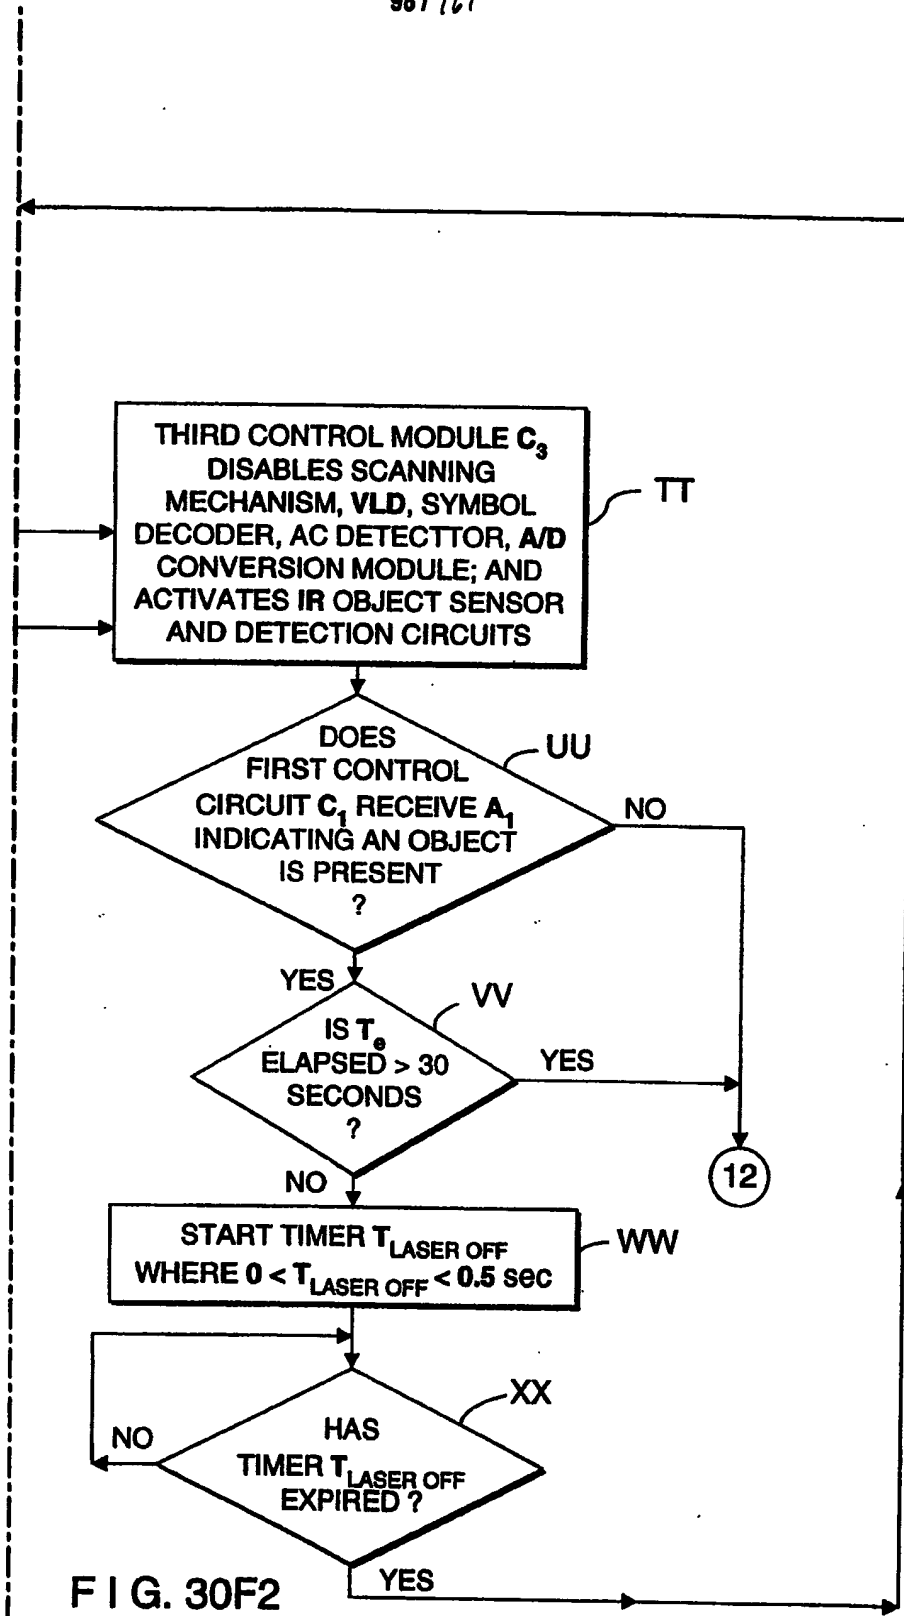 THIRD CONTROL MODULE C3
DISABLES SCANNING
MECHANISM, VLD, SYMBOL
DECODER, AC DETECTTOR, A/D
CONVERSION MODULE; AND
ACTIVATES IR OBJECT SENSOR
AND DETECTION CIRCUITS
TT
DOES
FIRST CONTROL
CIRCUIT C1 RECEIVE A1
INDICATING AN OBJECT
IS PRESENT
?
UU
NO
YES
IS Te
ELAPSED > 30
SECONDS
?
VV
YES
12
NO
START TIMER TLASER OFF
WHERE 0 < TLASER OFF < 0.5 sec
WW
HAS
TIMER TLASER OFF
EXPIRED ?
XX
NO
YES
FIG. 30F2